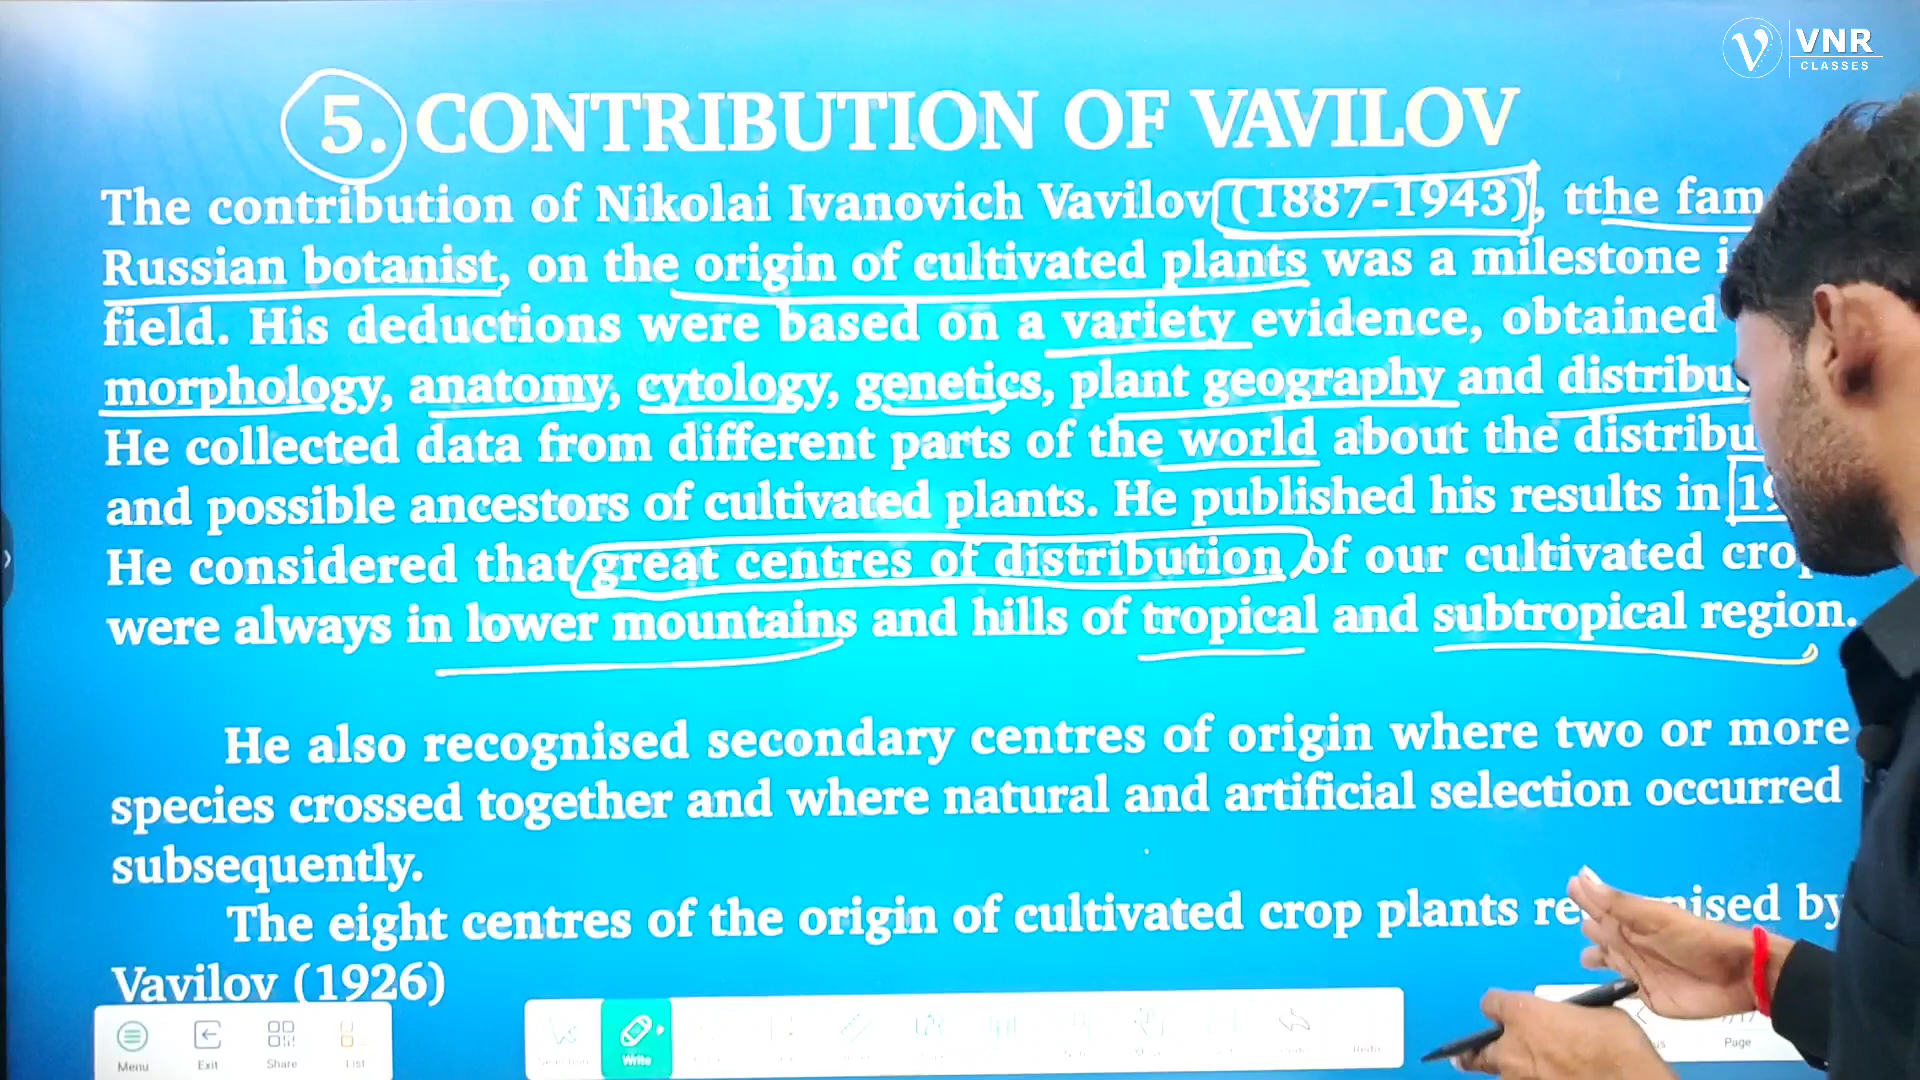 VNR
CLASSES
5. CONTRIBUTION OF VAVILOV
The contribution of Nikolai Ivanovich Vavilov (1887-1943), tthe
Russian botanist, on the origin of cultivated plants was a milestone
field. His deductions were based on a variety evidence, obtained
morphology, anatomy, cytology, genetics, plant geography and
He collected data from different parts of the world about the
and possible ancestors of cultivated plants. He published his results in
He considered that great centres of distribution of our cultivated
were always in lower mountains and hills of tropical and subtropical region.
He also recognised secondary centres of origin where two or more
species crossed together and where natural and artificial selection occurred
subsequently.
The eight centres of the origin of cultivated crop plants by
Vavilov (1926)
Menu Exit Share List Write Page